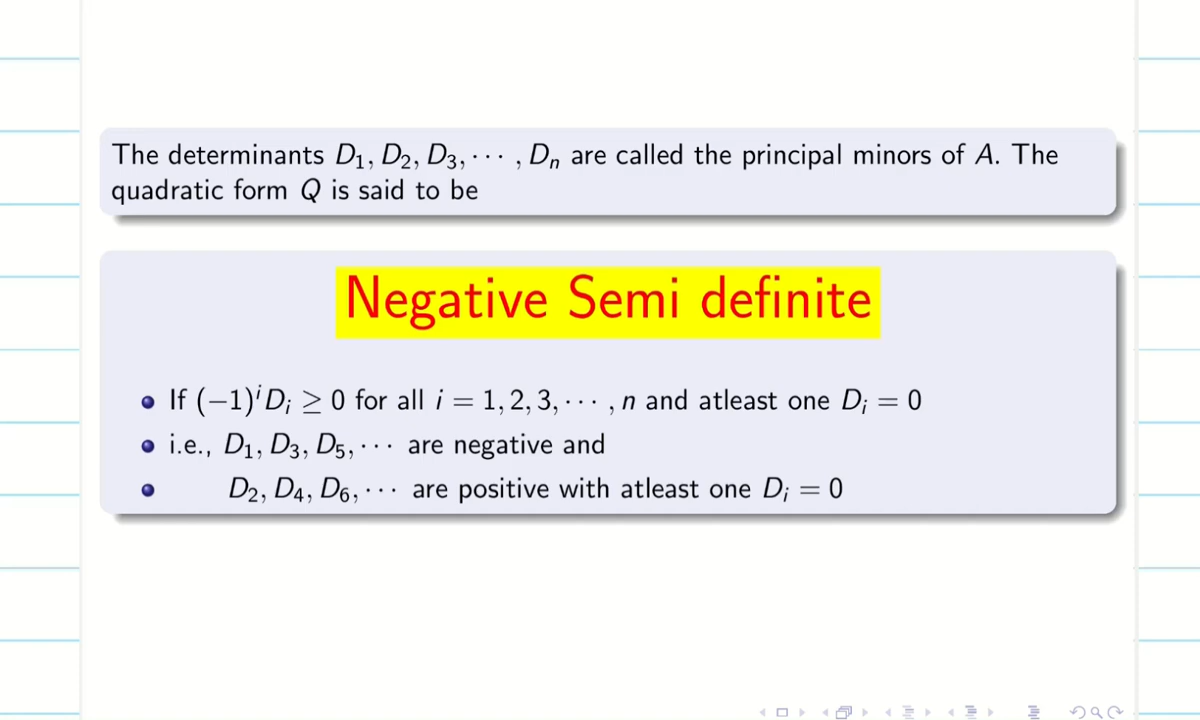 The determinants D₁, D₂, D₃, ⋯ , Dₙ are called the principal minors of A. The
quadratic form Q is said to be
Negative Semi definite
• If (−1)ⁱDᵢ ≥ 0 for all i = 1, 2, 3, ⋯ , n and atleast one Dᵢ = 0
• i.e., D₁, D₃, D₅, ⋯ are negative and
• D₂, D₄, D₆, ⋯ are positive with atleast one Dᵢ = 0